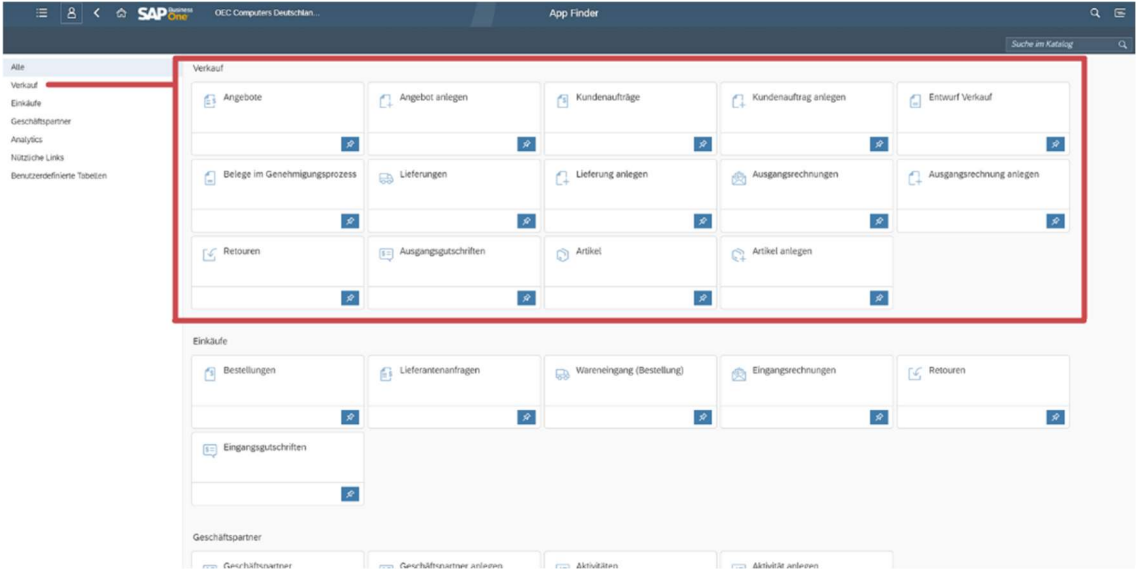 SAP Business One
OEC Computers Deutschlan...
App Finder
Suche im Katalog
Alle
Verkauf
Einkäufe
Geschäftspartner
Analytics
Nützliche Links
Benutzerdefinierte Tabellen
Verkauf
Angebote
Angebot anlegen
Kundenaufträge
Kundenauftrag anlegen
Entwurf Verkauf
Belege im Genehmigungsprozess
Lieferungen
Lieferung anlegen
Ausgangsrechnungen
Ausgangsrechnung anlegen
Retouren
Ausgangsgutschriften
Artikel
Artikel anlegen
Einkäufe
Bestellungen
Lieferantenanfragen
Wareneingang (Bestellung)
Eingangsrechnungen
Retouren
Eingangsgutschriften
Geschäftspartner
Geschäftspartner
Geschäftspartner anlegen
Aktivitäten
Aktivität anlegen